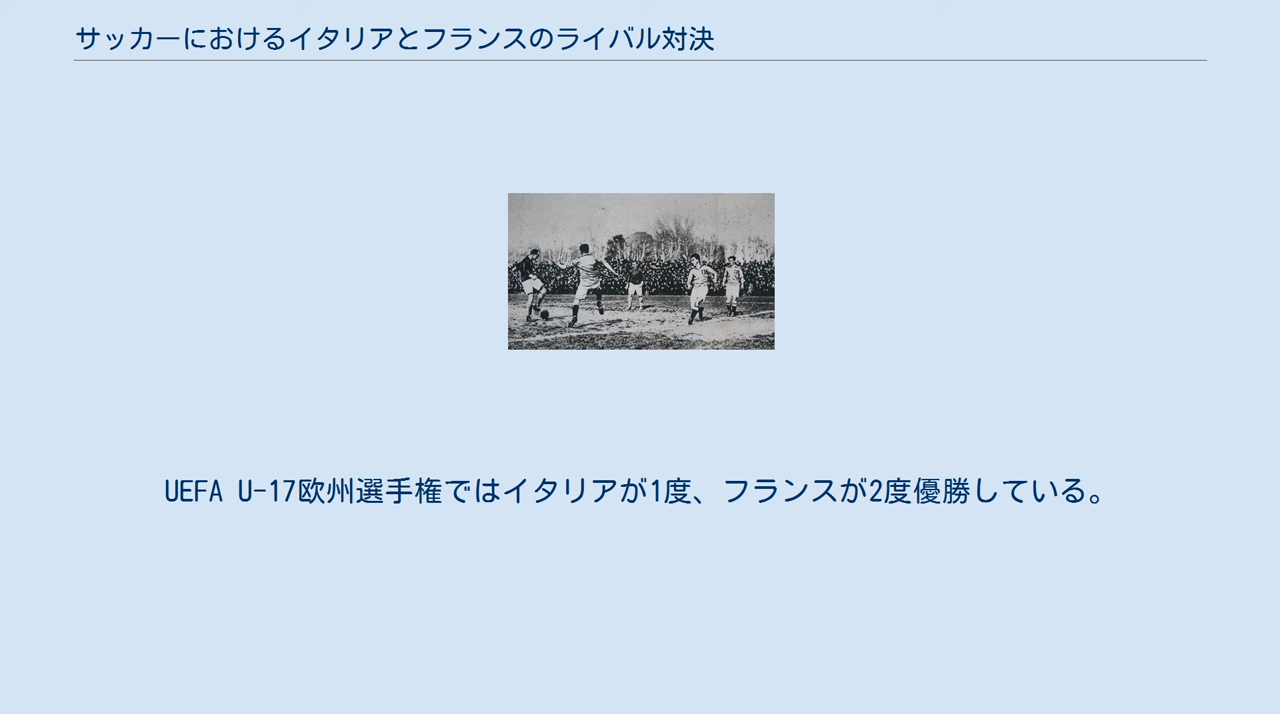 サッカーにおけるイタリアとフランスのライバル対決
UEFA U-17欧州選手権ではイタリアが1度、フランスが2度優勝している。